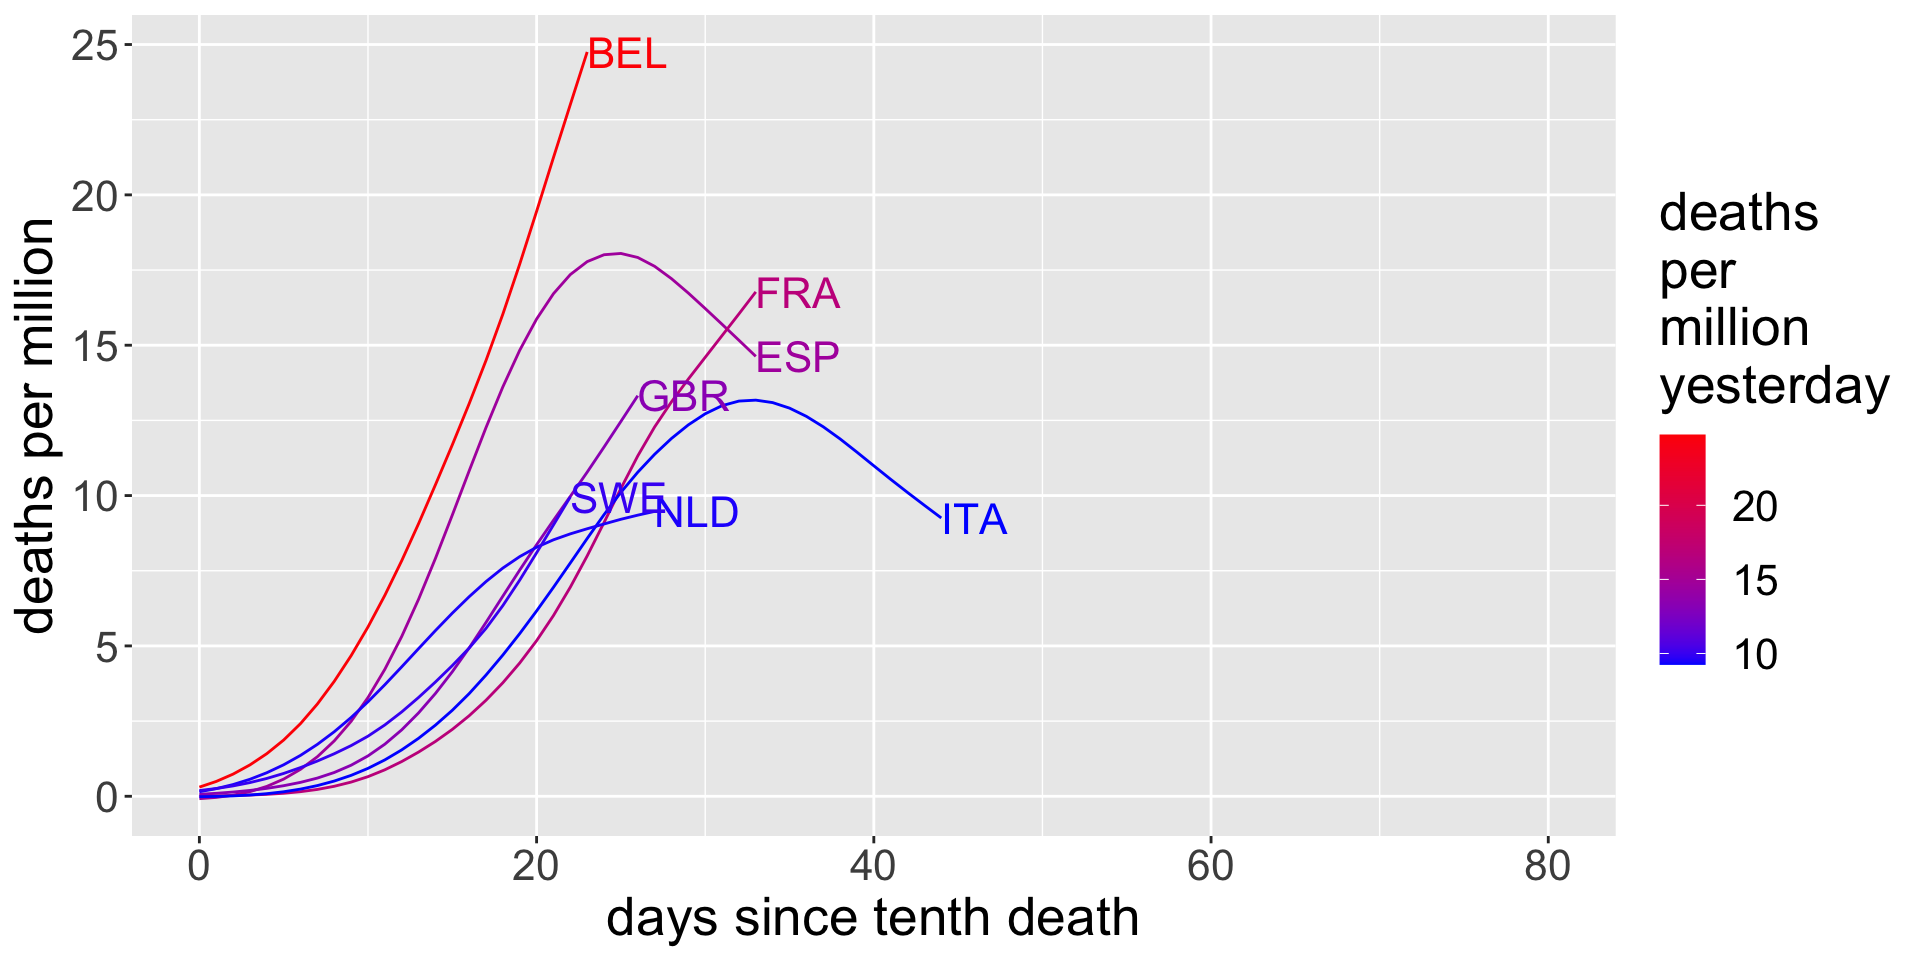 25
20
15
10
5
0
deaths per million
BEL
FRA
ESP
GBR
SWE
NLD
ITA
0 20 40 60 80
days since tenth death
deaths
per
million
yesterday
20
15
10